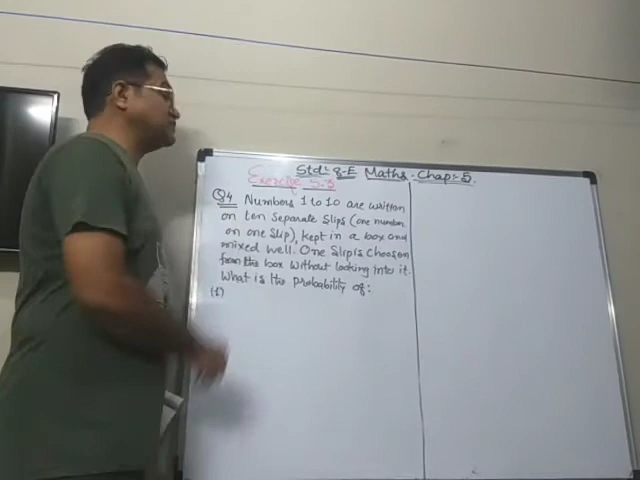 Std:- 8-E Maths - Chap:- 5.
Exercise 5.3
Q4 Numbers 1 to 10 are written
on ten separate slips (one number
on one slip), kept in a box and
mixed well. One slip is choosen
from the box without looking into it.
What is the probability of:
(1)